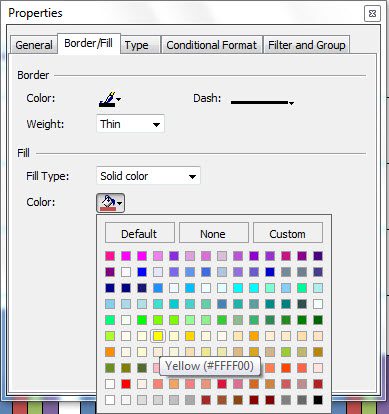 Properties
General Border/Fill Type Conditional Format Filter and Group
Border
Color: Dash:
Weight: Thin
Fill
Fill Type: Solid color
Color:
Default None Custom
Yellow (#FFFF00)